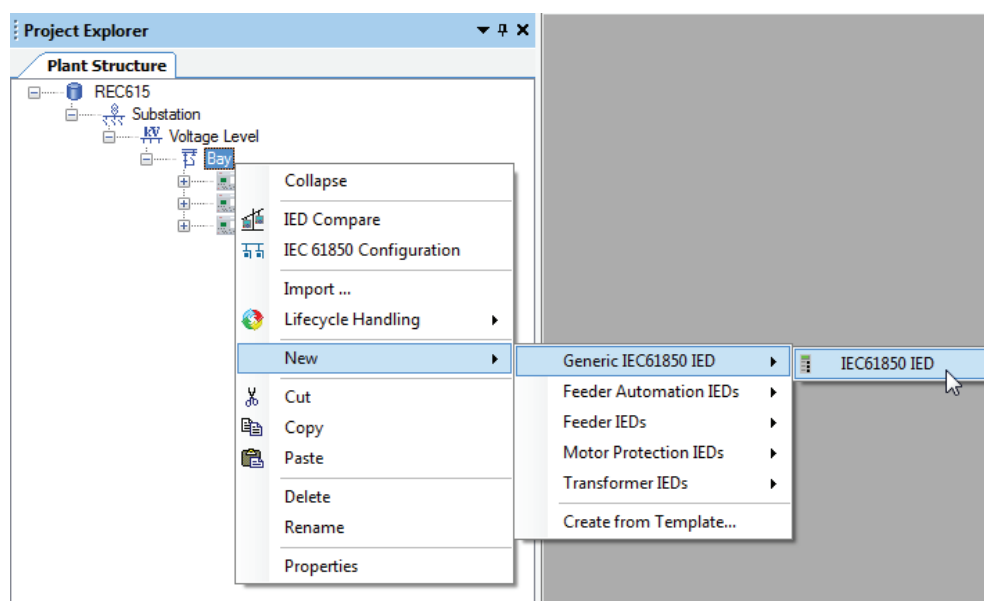 Project Explorer
Plant Structure
REC615
Substation
KV Voltage Level
Bay
Collapse
IED Compare
IEC 61850 Configuration
Import ...
Lifecycle Handling
New
Cut
Copy
Paste
Delete
Rename
Properties
Generic IEC61850 IED
Feeder Automation IEDs
Feeder IEDs
Motor Protection IEDs
Transformer IEDs
Create from Template...
IEC61850 IED